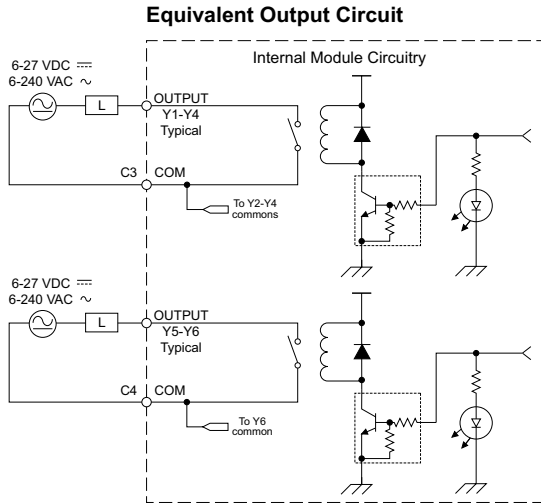 Equivalent Output Circuit
Internal Module Circuitry
6-27 VDC ⎓
6-240 VAC ∿
L
OUTPUT
Y1-Y4
Typical
C3
COM
To Y2-Y4
commons
6-27 VDC ⎓
6-240 VAC ∿
L
OUTPUT
Y5-Y6
Typical
C4
COM
To Y6
common